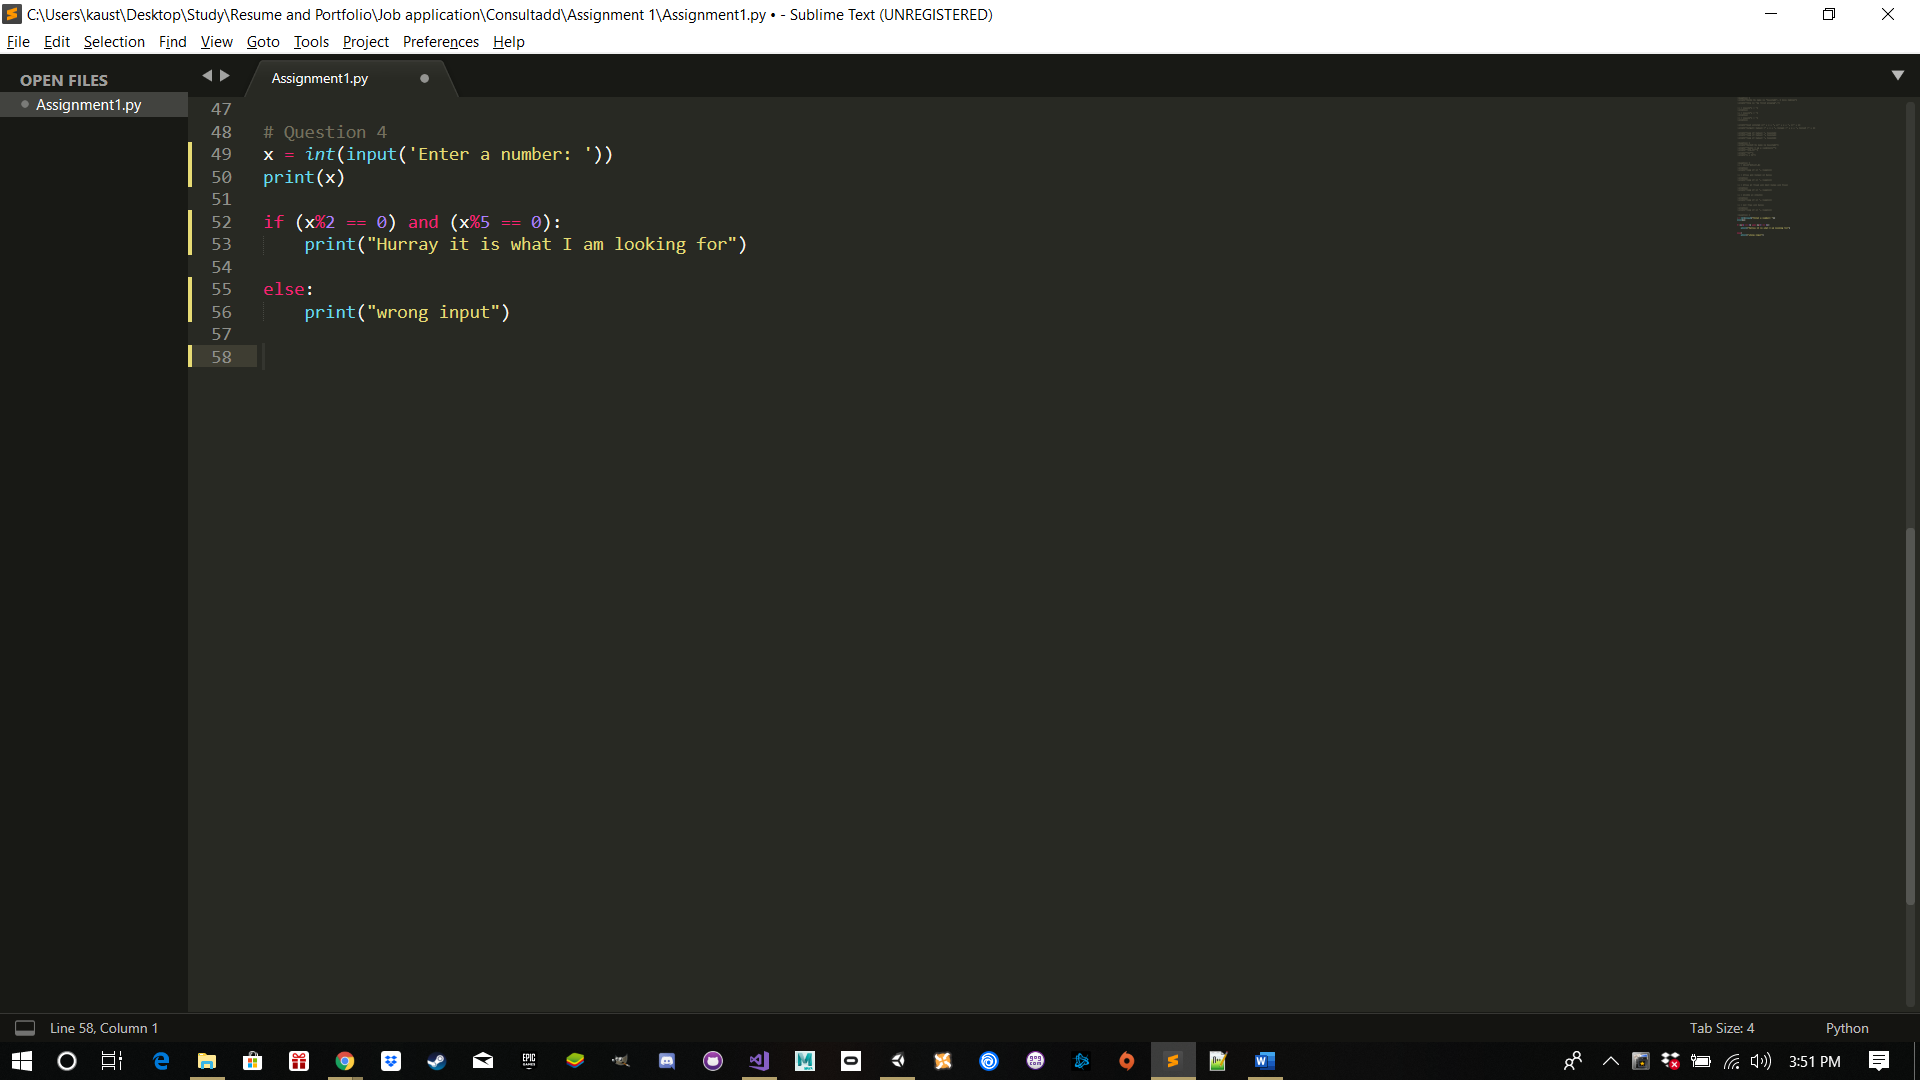 C:\Users\kaust\Desktop\Study\Resume and Portfolio\Job application\Consultadd\Assignment 1\Assignment1.py • - Sublime Text (UNREGISTERED)
File Edit Selection Find View Goto Tools Project Preferences Help
OPEN FILES
Assignment1.py
Assignment1.py
47
48 # Question 4
49 x = int(input('Enter a number: '))
50 print(x)
51
52 if (x%2 == 0) and (x%5 == 0):
53     print("Hurray it is what I am looking for")
54
55 else:
56     print("wrong input")
57
58
Line 58, Column 1
Tab Size: 4
Python
EPIC GAMES
3:51 PM